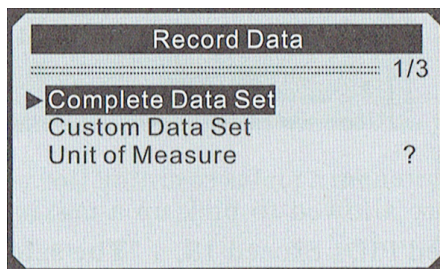 Record Data
1/3
Complete Data Set
Custom Data Set
Unit of Measure ?